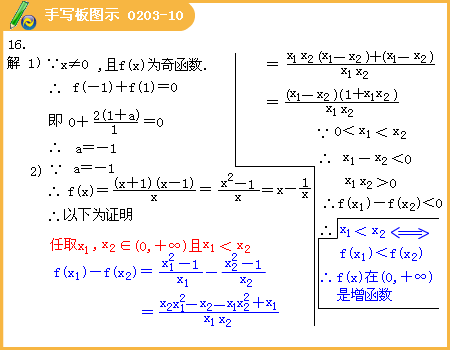 手写板图示 0203-10
16.
解 1) ∵x≠0 ,且f(x)为奇函数.
∴ f(-1)+f(1)=0
即 0+2(1+a)/1=0
∴ a=-1
2) ∵ a=-1
∴ f(x)=(x+1)(x-1)/x=x²-1/x=x-1/x
∴以下为证明
任取x₁,x₂∈(0,+∞)且x₁<x₂
f(x₁)-f(x₂)=x₁²-1/x₁-x₂²-1/x₂
=x₂x₁²-x₂-x₁x₂²+x₁/x₁x₂
=x₁x₂(x₁-x₂)+(x₁-x₂)/x₁x₂
=(x₁-x₂)(1+x₁x₂)/x₁x₂
∵ 0<x₁<x₂
∴ x₁-x₂<0
x₁x₂>0
∴f(x₁)-f(x₂)<0
∴ x₁<x₂⟺
f(x₁)<f(x₂)
∴f(x)在(0,+∞)
是增函数